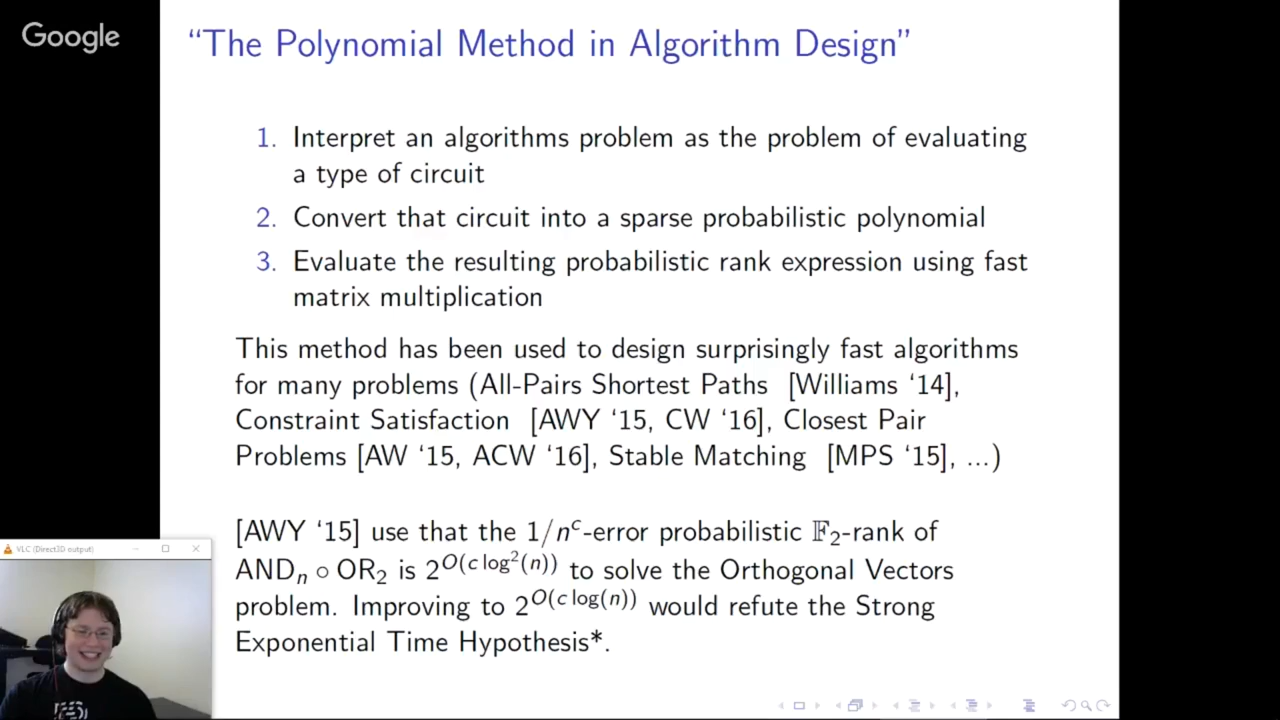 Google
“The Polynomial Method in Algorithm Design”
1. Interpret an algorithms problem as the problem of evaluating
a type of circuit
2. Convert that circuit into a sparse probabilistic polynomial
3. Evaluate the resulting probabilistic rank expression using fast
matrix multiplication
This method has been used to design surprisingly fast algorithms
for many problems (All-Pairs Shortest Paths [Williams ‘14],
Constraint Satisfaction [AWY ‘15, CW ‘16], Closest Pair
Problems [AW ‘15, ACW ‘16], Stable Matching [MPS ‘15], ...)
[AWY ‘15] use that the 1/n^c-error probabilistic 𝔽₂-rank of
ANDₙ ∘ OR₂ is 2^{O(c log²(n))} to solve the Orthogonal Vectors
problem. Improving to 2^{O(c log(n))} would refute the Strong
Exponential Time Hypothesis*.
VLC (Direct3D output)